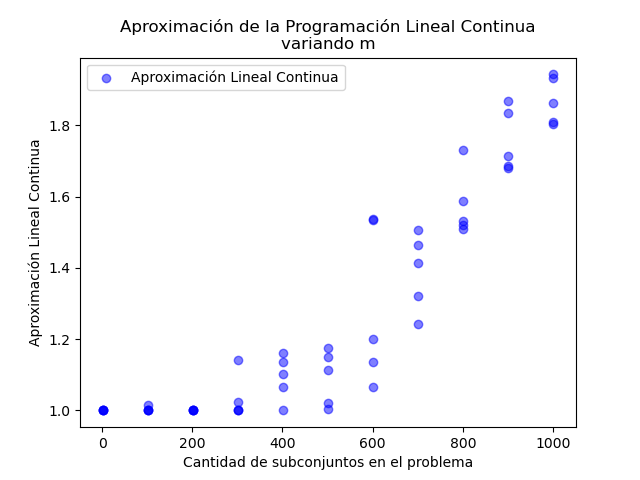 Aproximación de la Programación Lineal Continua
variando m
Aproximación Lineal Continua
Aproximación Lineal Continua
1.8
1.6
1.4
1.2
1.0
0 200 400 600 800 1000
Cantidad de subconjuntos en el problema